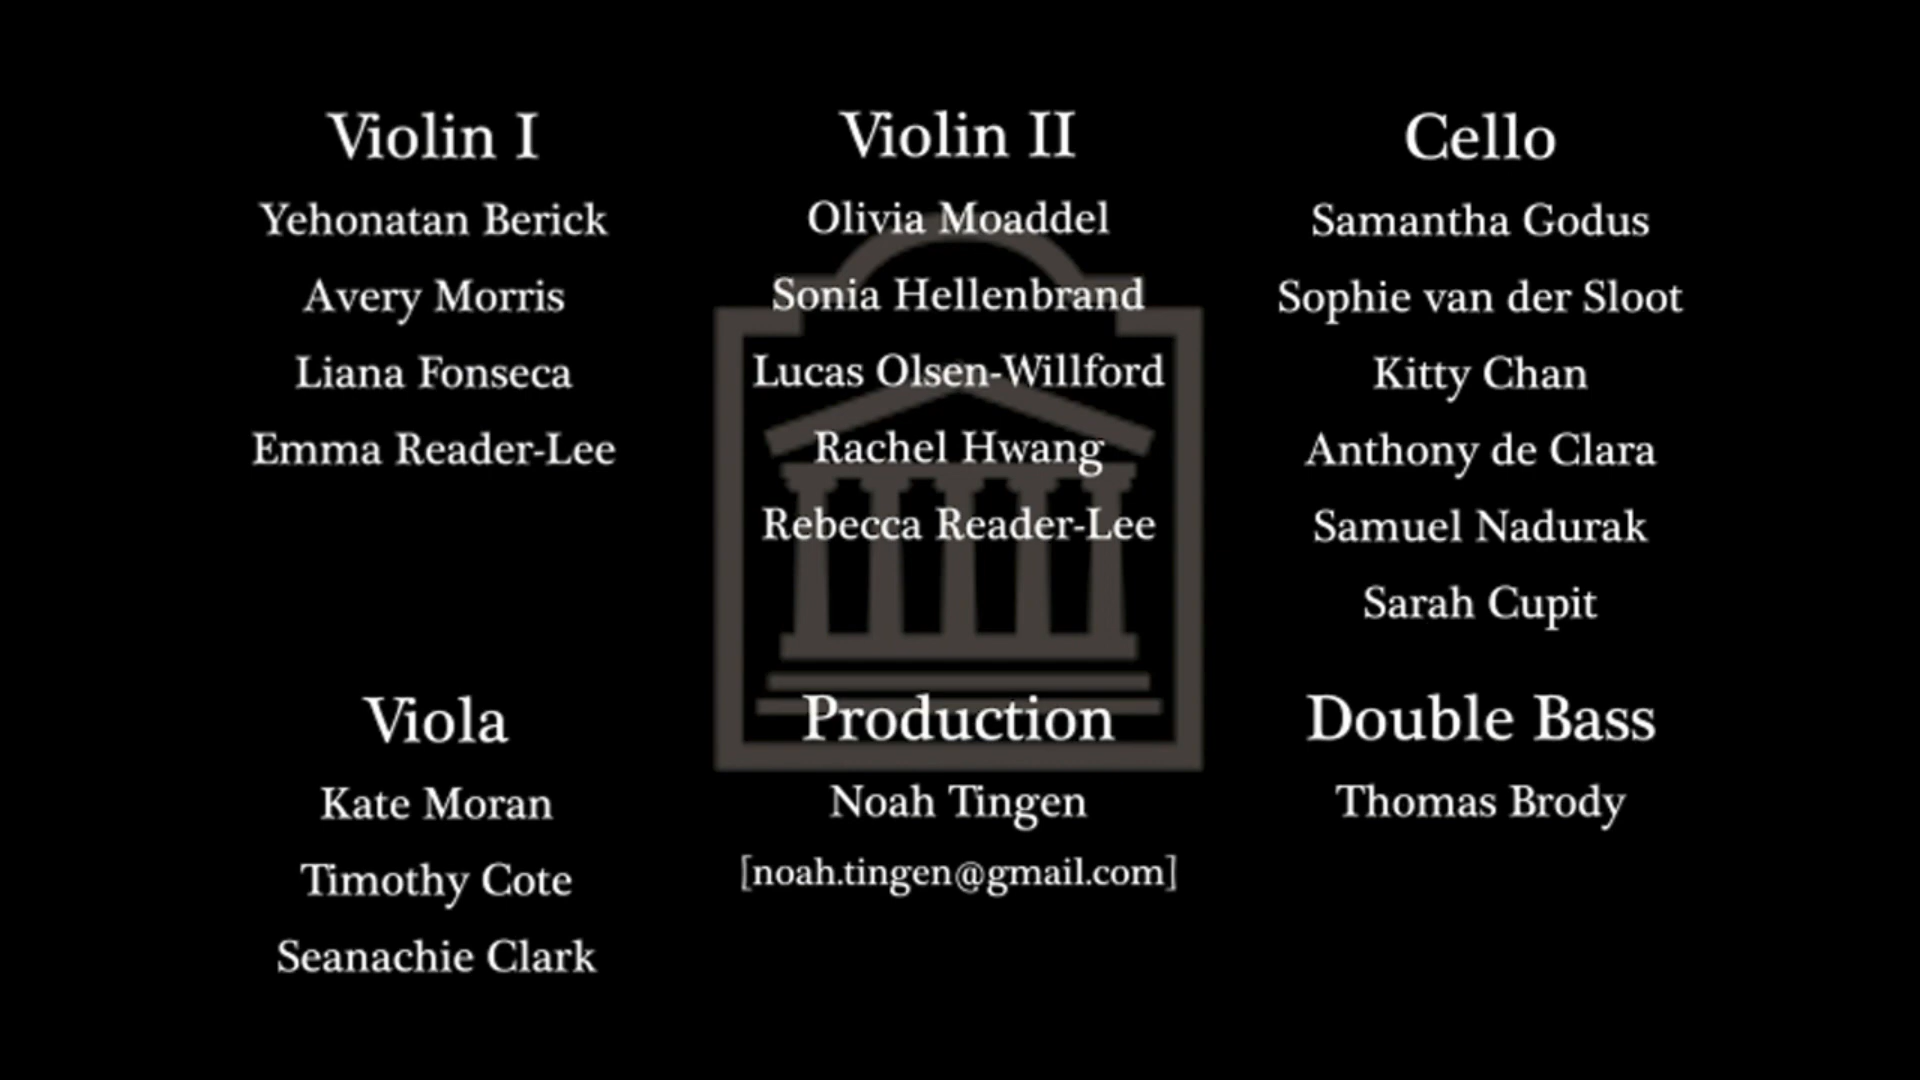 Violin I
Yehonatan Berick
Avery Morris
Liana Fonseca
Emma Reader-Lee
Violin II
Olivia Moaddel
Sonia Hellenbrand
Lucas Olsen-Willford
Rachel Hwang
Rebecca Reader-Lee
Cello
Samantha Godus
Sophie van der Sloot
Kitty Chan
Anthony de Clara
Samuel Nadurak
Sarah Cupit
Viola
Kate Moran
Timothy Cote
Seanachie Clark
Production
Noah Tingen
[noah.tingen@gmail.com]
Double Bass
Thomas Brody